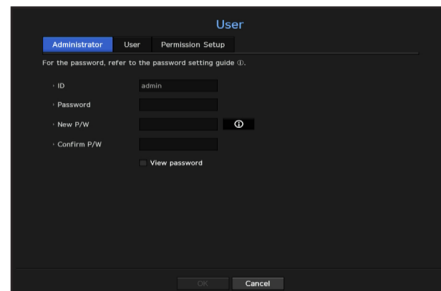 User
Administrator User Permission Setup
For the password, refer to the password setting guide ⓘ.
· ID admin
· Password
· New P/W ⓘ
· Confirm P/W
View password
OK Cancel